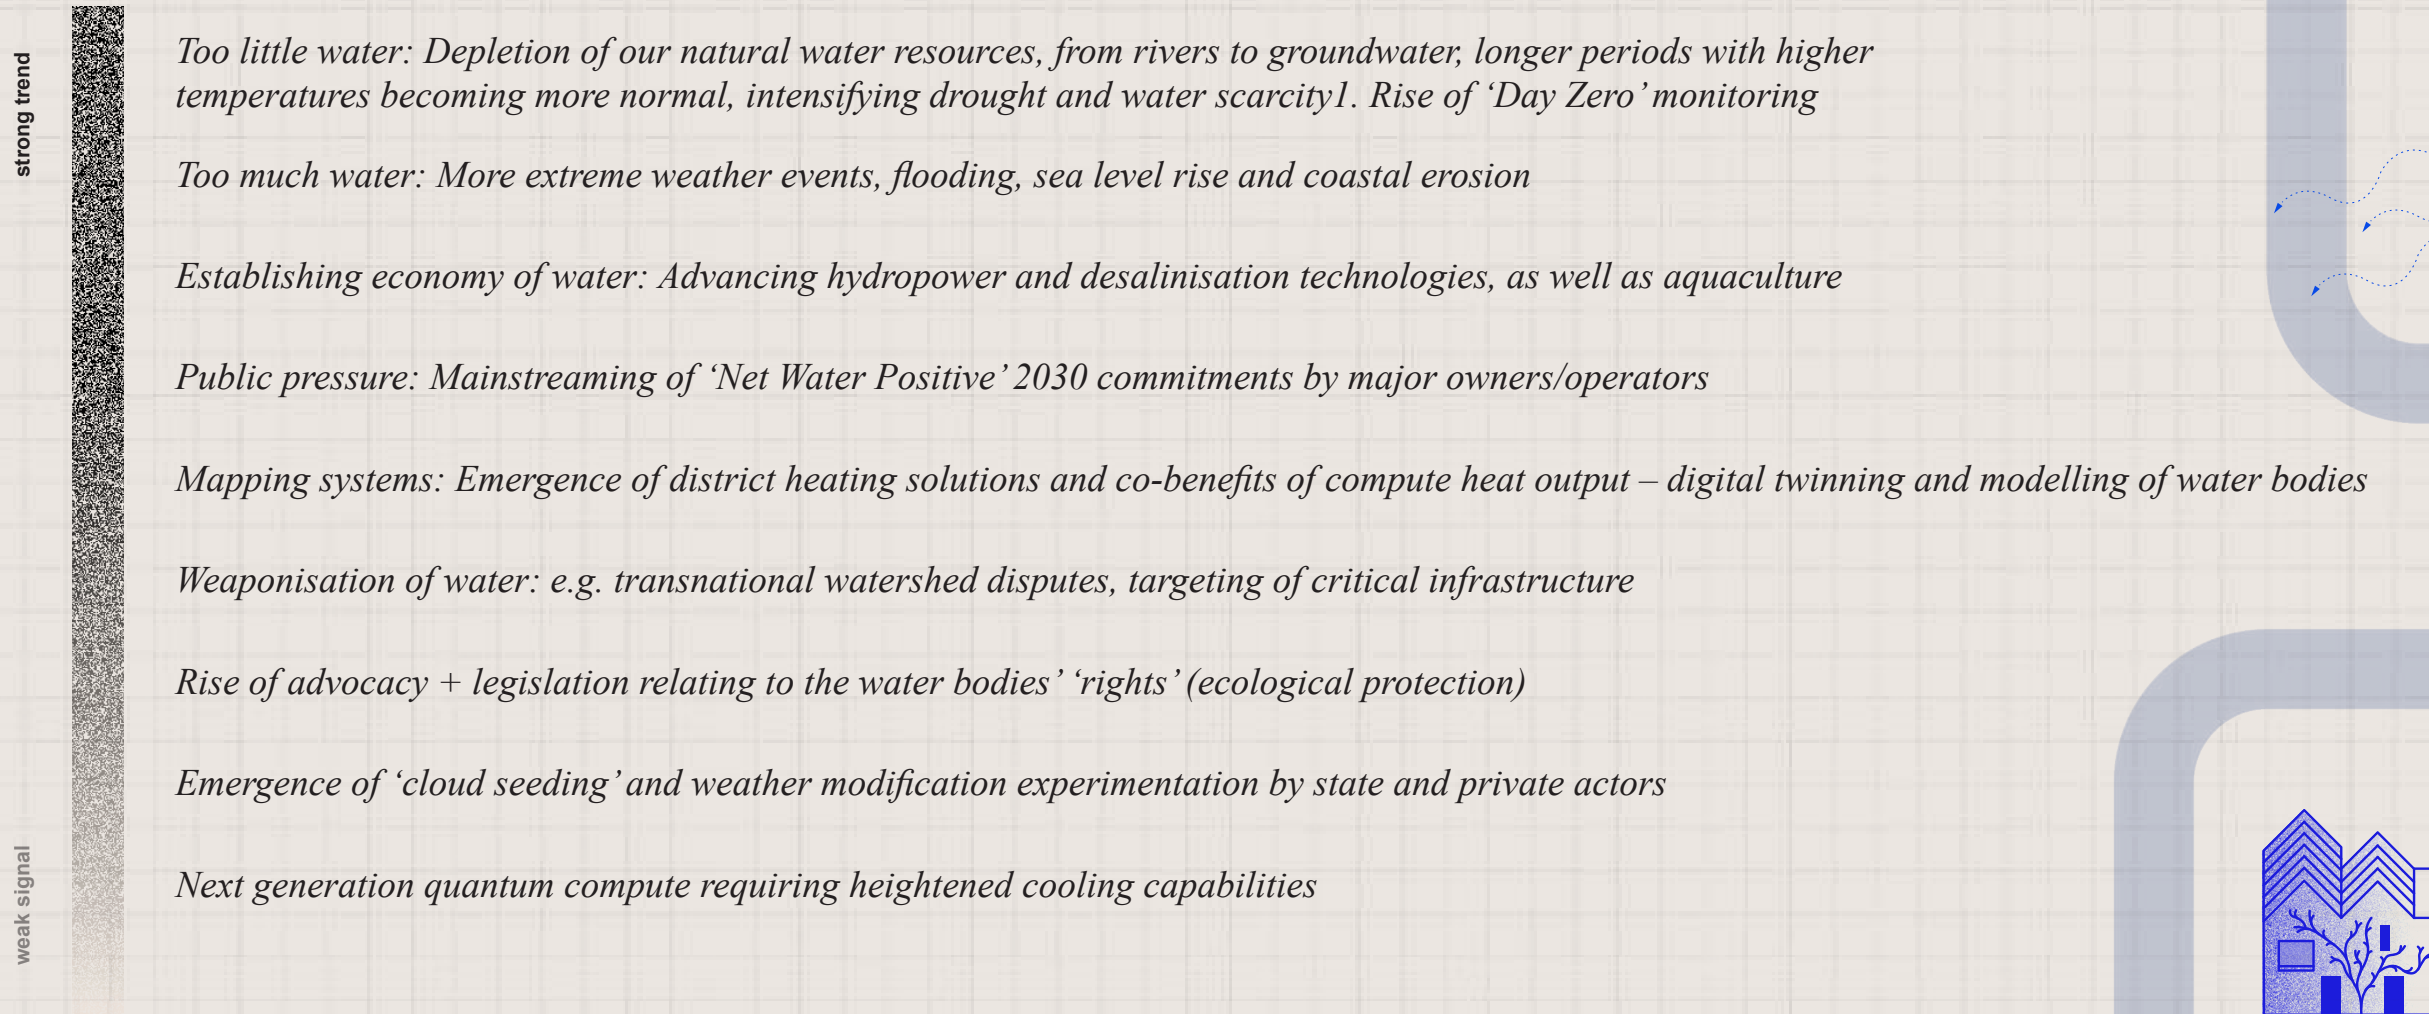 strong trend
Too little water: Depletion of our natural water resources, from rivers to groundwater, longer periods with higher
temperatures becoming more normal, intensifying drought and water scarcity1. Rise of ‘Day Zero’ monitoring
Too much water: More extreme weather events, flooding, sea level rise and coastal erosion
Establishing economy of water: Advancing hydropower and desalinisation technologies, as well as aquaculture
Public pressure: Mainstreaming of ‘Net Water Positive’ 2030 commitments by major owners/operators
Mapping systems: Emergence of district heating solutions and co-benefits of compute heat output – digital twinning and modelling of water bodies
Weaponisation of water: e.g. transnational watershed disputes, targeting of critical infrastructure
Rise of advocacy + legislation relating to the water bodies’ ‘rights’ (ecological protection)
Emergence of ‘cloud seeding’ and weather modification experimentation by state and private actors
Next generation quantum compute requiring heightened cooling capabilities
weak signal